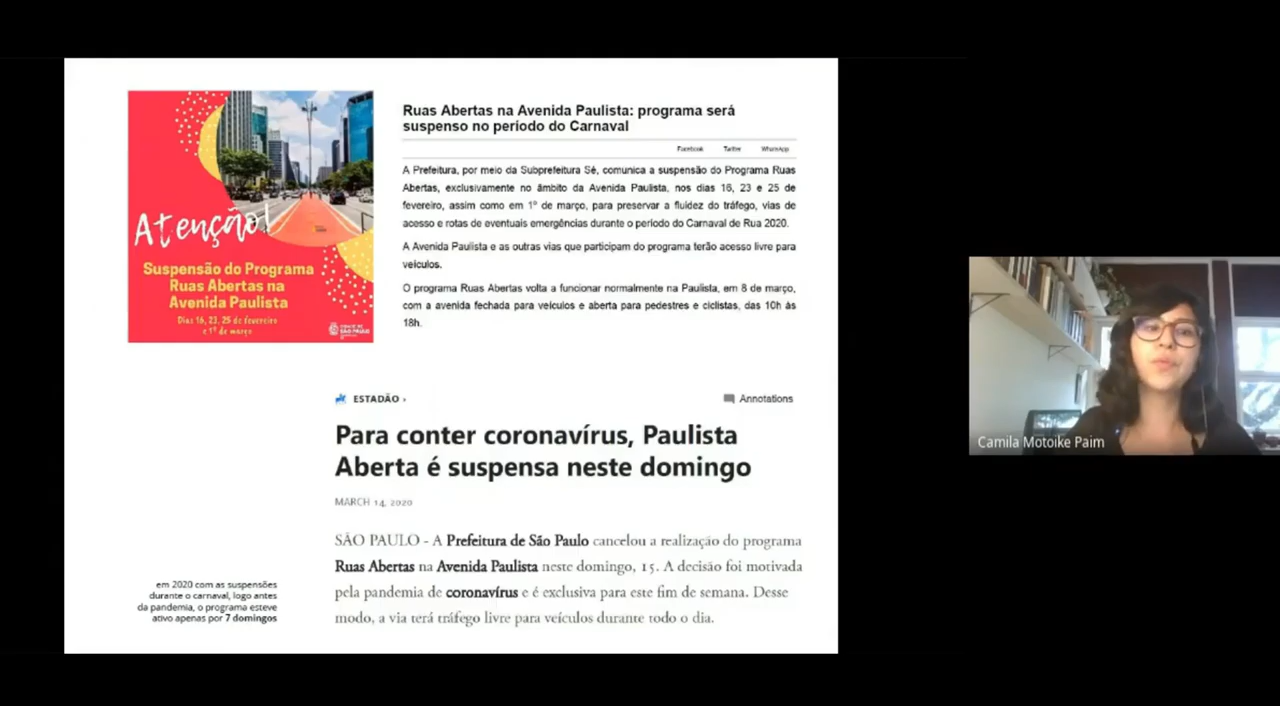 Atenção!
Suspensão do Programa
Ruas Abertas na
Avenida Paulista
Dias 16, 23, 25 de fevereiro
e 1º de março
CIDADE DE
SÃO PAULO
Ruas Abertas na Avenida Paulista: programa será
suspenso no período do Carnaval
Facebook Twitter WhatsApp
A Prefeitura, por meio da Subprefeitura Sé, comunica a suspensão do Programa Ruas
Abertas, exclusivamente no âmbito da Avenida Paulista, nos dias 16, 23 e 25 de
fevereiro, assim como em 1º de março, para preservar a fluidez do tráfego, vias de
acesso e rotas de eventuais emergências durante o período do Carnaval de Rua 2020.
A Avenida Paulista e as outras vias que participam do programa terão acesso livre para
veículos.
O programa Ruas Abertas volta a funcionar normalmente na Paulista, em 8 de março,
com a avenida fechada para veículos e aberta para pedestres e ciclistas, das 10h às
18h.
ESTADÃO › Annotations
Para conter coronavírus, Paulista
Aberta é suspensa neste domingo
MARCH 14, 2020
SÃO PAULO - A Prefeitura de São Paulo cancelou a realização do programa
Ruas Abertas na Avenida Paulista neste domingo, 15. A decisão foi motivada
pela pandemia de coronavírus e é exclusiva para este fim de semana. Desse
modo, a via terá tráfego livre para veículos durante todo o dia.
em 2020 com as suspensões
durante o carnaval, logo antes
da pandemia, o programa esteve
ativo apenas por 7 domingos
Camila Motoike Paim